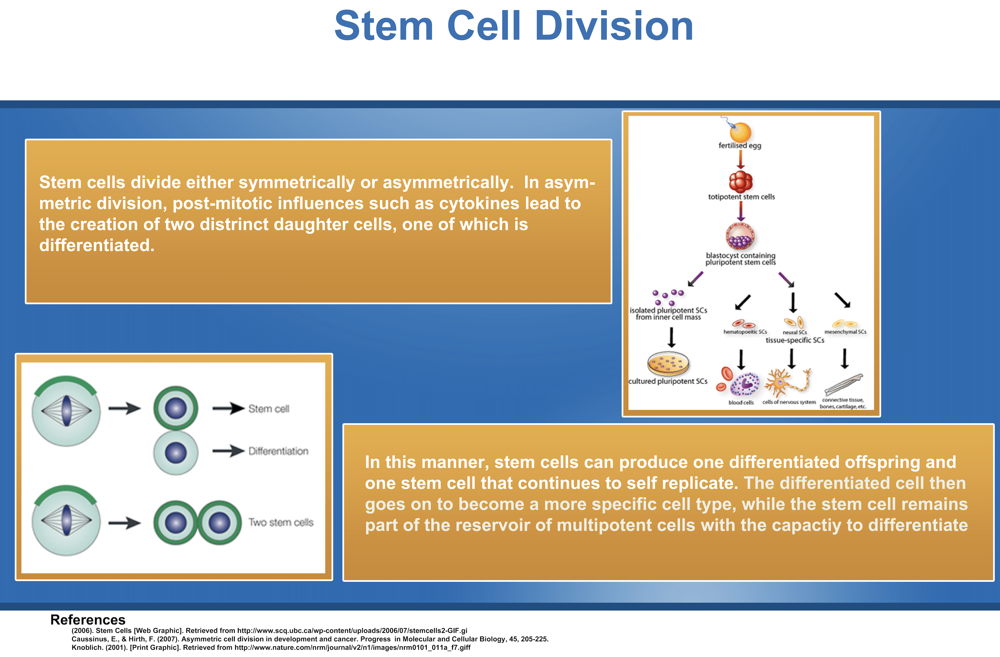 Stem Cell Division
Stem cells divide either symmetrically or asymmetrically.  In asym-
metric division, post-mitotic influences such as cytokines lead to
the creation of two distrinct daughter cells, one of which is
differentiated.
fertilised egg
totipotent stem cells
blastocyst containing
pluripotent stem cells
isolated pluripotent SCs
from inner cell mass
cultured pluripotent SCs
hematopoeitic SCs
neural SCs
mesenchymal SCs
tissue-specific SCs
blood cells
cells of nervous system
connective tissue,
bones, cartilage, etc.
Stem cell
Differentiation
Two stem cells
In this manner, stem cells can produce one differentiated offspring and
one stem cell that continues to self replicate. The differentiated cell then
goes on to become a more specific cell type, while the stem cell remains
part of the reservoir of multipotent cells with the capactiy to differentiate
References
(2006). Stem Cells [Web Graphic]. Retrieved from http://www.scq.ubc.ca/wp-content/uploads/2006/07/stemcells2-GIF.gi
Caussinus, E., & Hirth, F. (2007). Asymmetric cell division in development and cancer. Progress  in Molecular and Cellular Biology, 45, 205-225.
Knoblich. (2001). [Print Graphic]. Retrieved from http://www.nature.com/nrm/journal/v2/n1/images/nrm0101_011a_f7.giff